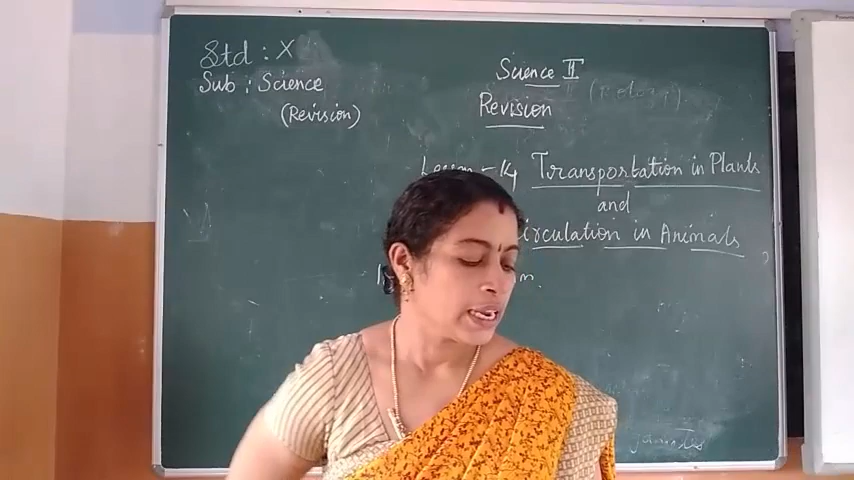 Std : X
Sub : Science
(Revision)
Science II
Revision
Lesson - 14 Transportation in Plants
and
Circulation in Animals